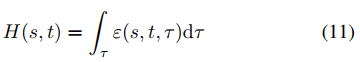 H(s, t) = ∫_τ ε(s, t, τ)dτ (11)